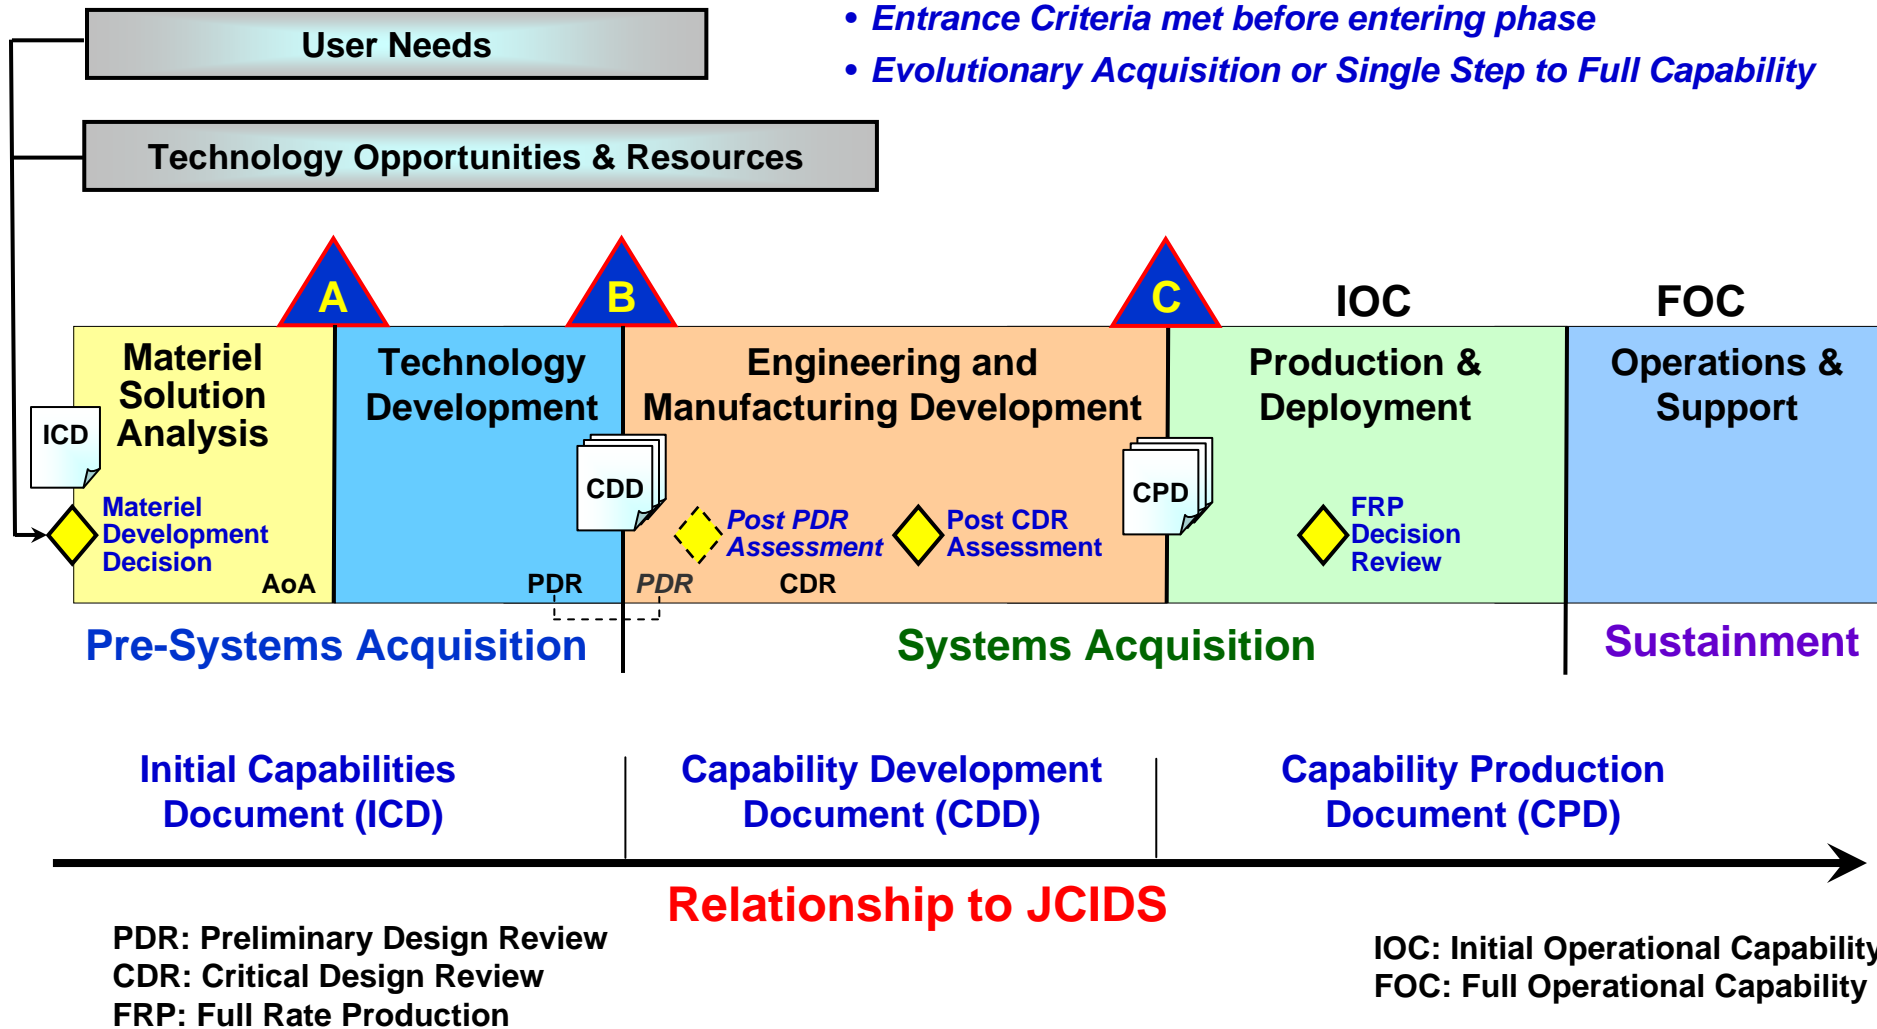 • Entrance Criteria met before entering phase
User Needs
• Evolutionary Acquisition or Single Step to Full Capability
Technology Opportunities & Resources
A
B
C
IOC
FOC
Materiel
Solution
Analysis
Technology
Development
Engineering and
Manufacturing Development
Production &
Deployment
Operations &
Support
ICD
CDD
CPD
Materiel
Development
Decision
Post PDR
Assessment
Post CDR
Assessment
FRP
Decision
Review
AoA
PDR
PDR
CDR
Pre-Systems Acquisition
Systems Acquisition
Sustainment
Initial Capabilities
Document (ICD)
Capability Development
Document (CDD)
Capability Production
Document (CPD)
Relationship to JCIDS
PDR: Preliminary Design Review
CDR: Critical Design Review
FRP: Full Rate Production
IOC: Initial Operational Capability
FOC: Full Operational Capability